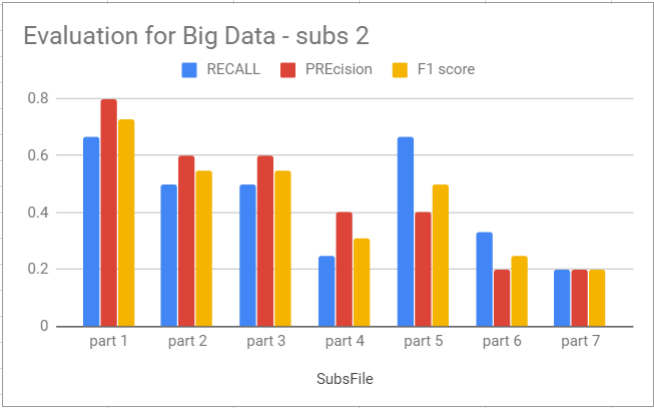 Evaluation for Big Data - subs 2
RECALL PREcision F1 score
0.8
0.6
0.4
0.2
0
part 1 part 2 part 3 part 4 part 5 part 6 part 7
SubsFile